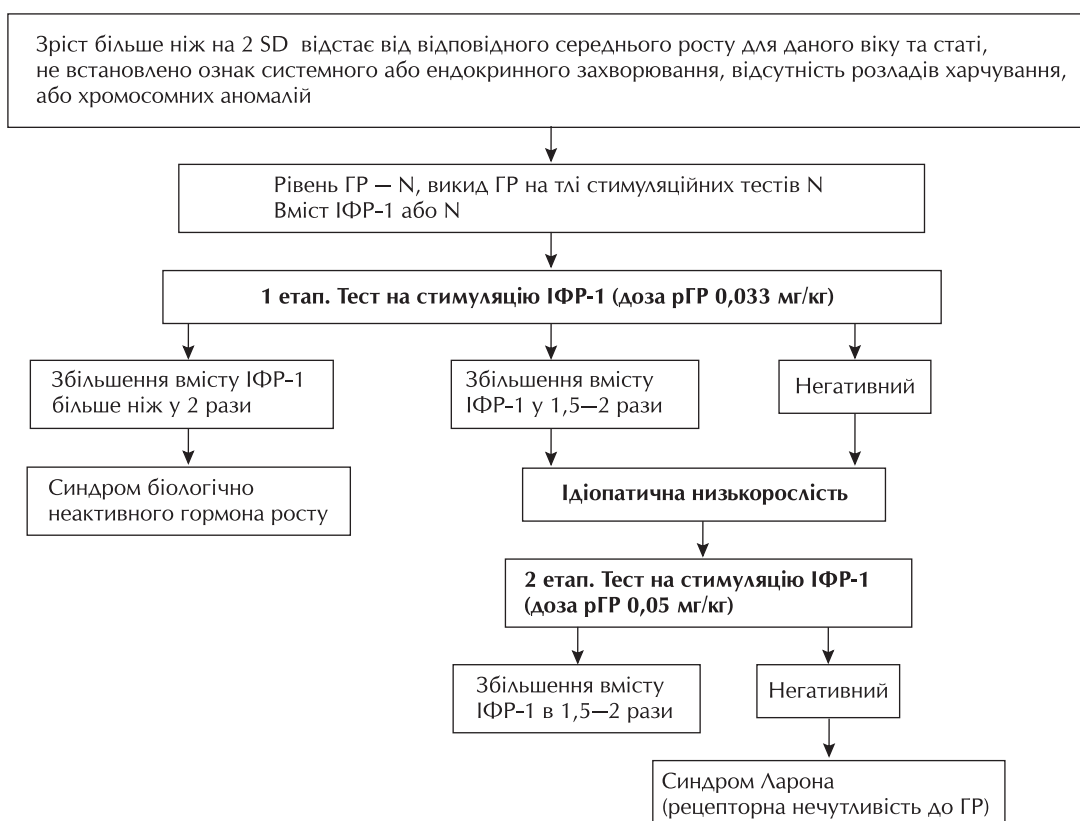 Зріст більше ніж на 2 SD відстає від відповідного середнього росту для даного віку та статі,
не встановлено ознак системного або ендокринного захворювання, відсутність розладів харчування,
або хромосомних аномалій
Рівень ГР — N, викид ГР на тлі стимуляційних тестів N
Вміст ІФР-1 або N
1 етап. Тест на стимуляцію ІФР-1 (доза рГР 0,033 мг/кг)
Збільшення вмісту ІФР-1
більше ніж у 2 рази
Збільшення вмісту
ІФР-1 у 1,5—2 рази
Негативний
Синдром біологічно
неактивного гормона росту
Ідіопатична низькорослість
2 етап. Тест на стимуляцію ІФР-1
(доза рГР 0,05 мг/кг)
Збільшення вмісту
ІФР-1 в 1,5—2 рази
Негативний
Синдром Ларона
(рецепторна нечутливість до ГР)